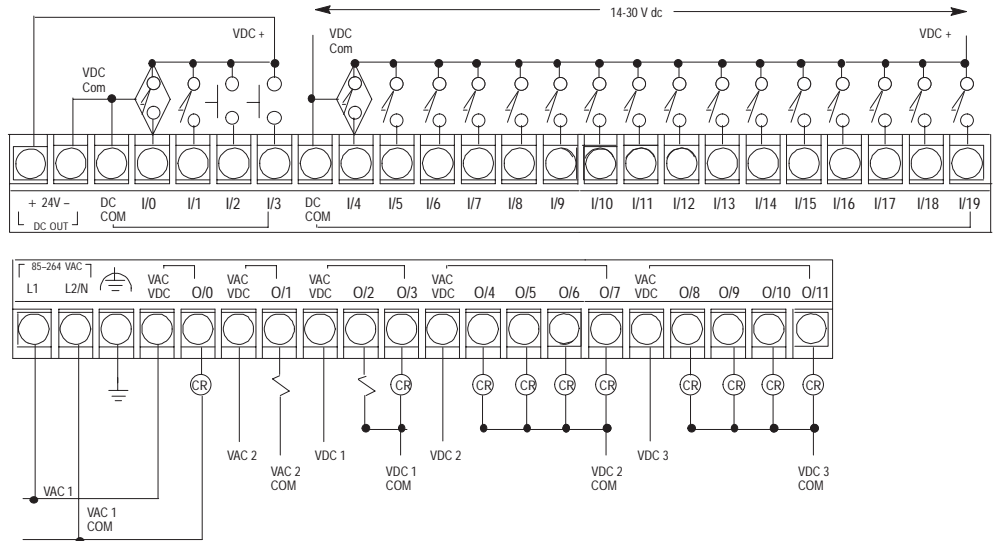 14-30 V dc
VDC +
VDC
Com
VDC +
VDC
Com
+ 24V –
DC OUT
DC
COM
I/0
I/1
I/2
I/3
DC
COM
I/4
I/5
I/6
I/7
I/8
I/9
I/10
I/11
I/12
I/13
I/14
I/15
I/16
I/17
I/18
I/19
85–264 VAC
L1
L2/N
VAC
VDC
O/0
VAC
VDC
O/1
VAC
VDC
O/2
O/3
VAC
VDC
O/4
O/5
O/6
O/7
VAC
VDC
O/8
O/9
O/10
O/11
CR
CR
CR
CR
CR
CR
CR
CR
CR
CR
VAC 2
VAC 2
COM
VDC 1
VDC 1
COM
VDC 2
VDC 2
COM
VDC 3
VDC 3
COM
VAC 1
VAC 1
COM